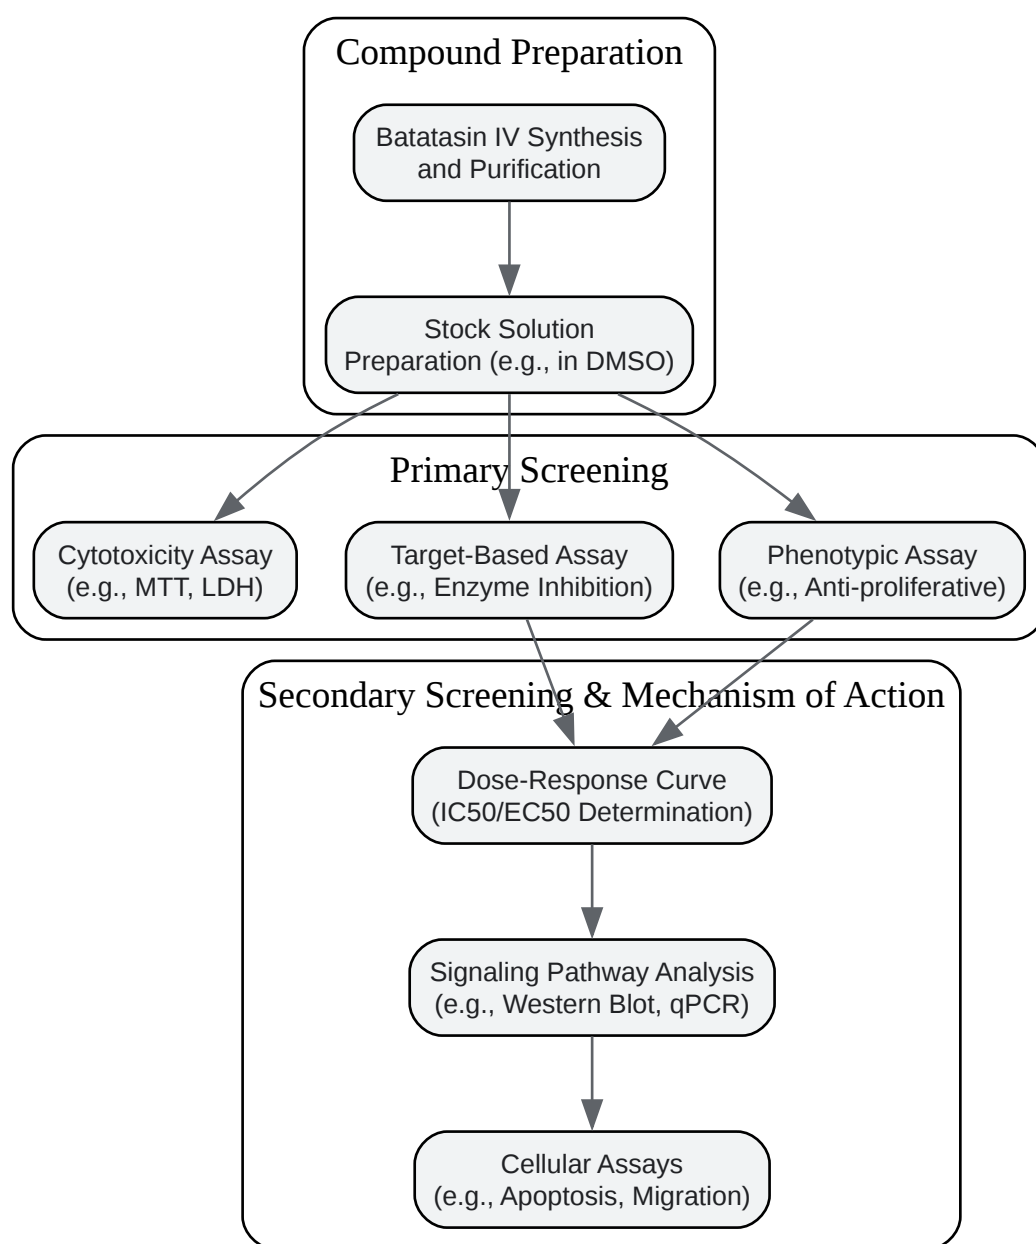 Compound Preparation
Batatasin IV Synthesis
and Purification
Stock Solution
Preparation (e.g., in DMSO)
Primary Screening
Cytotoxicity Assay
(e.g., MTT, LDH)
Target-Based Assay
(e.g., Enzyme Inhibition)
Phenotypic Assay
(e.g., Anti-proliferative)
Secondary Screening & Mechanism of Action
Dose-Response Curve
(IC50/EC50 Determination)
Signaling Pathway Analysis
(e.g., Western Blot, qPCR)
Cellular Assays
(e.g., Apoptosis, Migration)